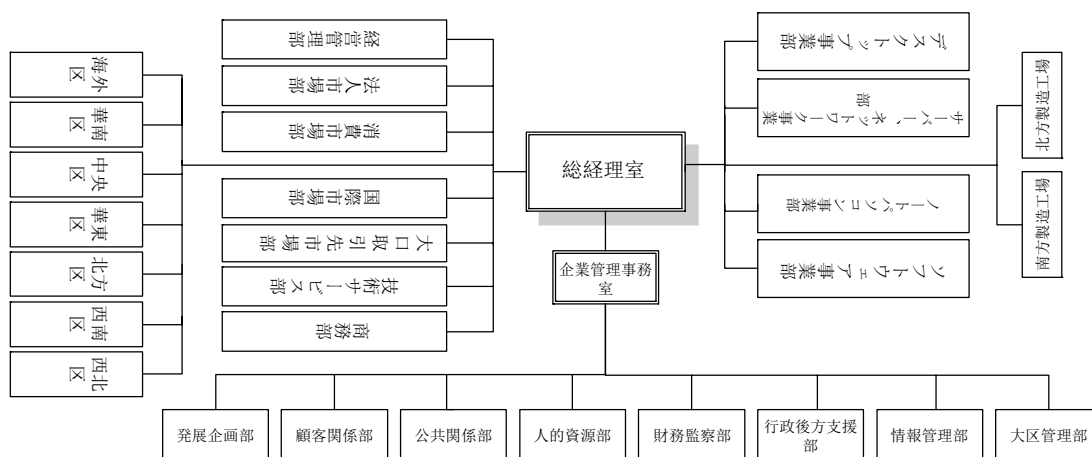 経営管理
部
法人市場
部
消費市場
部
国際市場
部
大口取引先市場
部
技術サービス
部
商務
部
海外
区
華南
区
中央
区
華東
区
北方
区
西南
区
西北
区
総経理室
企業管理事務
室
デスクトップ事
業部
サーバー、ネットワーク事業
部
ノートパソコン事
業部
ソフトウェア事
業部
北方製造工場
南方製造工場
発展企画部
顧客関係部
公共関係部
人的資源部
財務監察部
行政後方支援
部
情報管理部
大区管理部